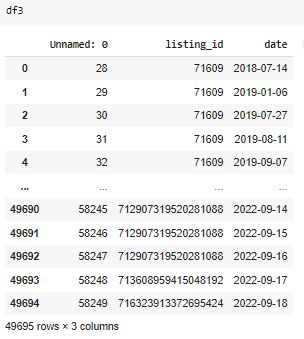 df3
Unnamed: 0 listing_id date
0 28 71609 2018-07-14
1 29 71609 2019-01-06
2 30 71609 2019-07-27
3 31 71609 2019-08-11
4 32 71609 2019-09-07
... ... ... ...
49690 58245 712907319520281088 2022-09-14
49691 58246 712907319520281088 2022-09-15
49692 58247 712907319520281088 2022-09-16
49693 58248 713608959415048192 2022-09-17
49694 58249 716323913372695424 2022-09-18
49695 rows × 3 columns